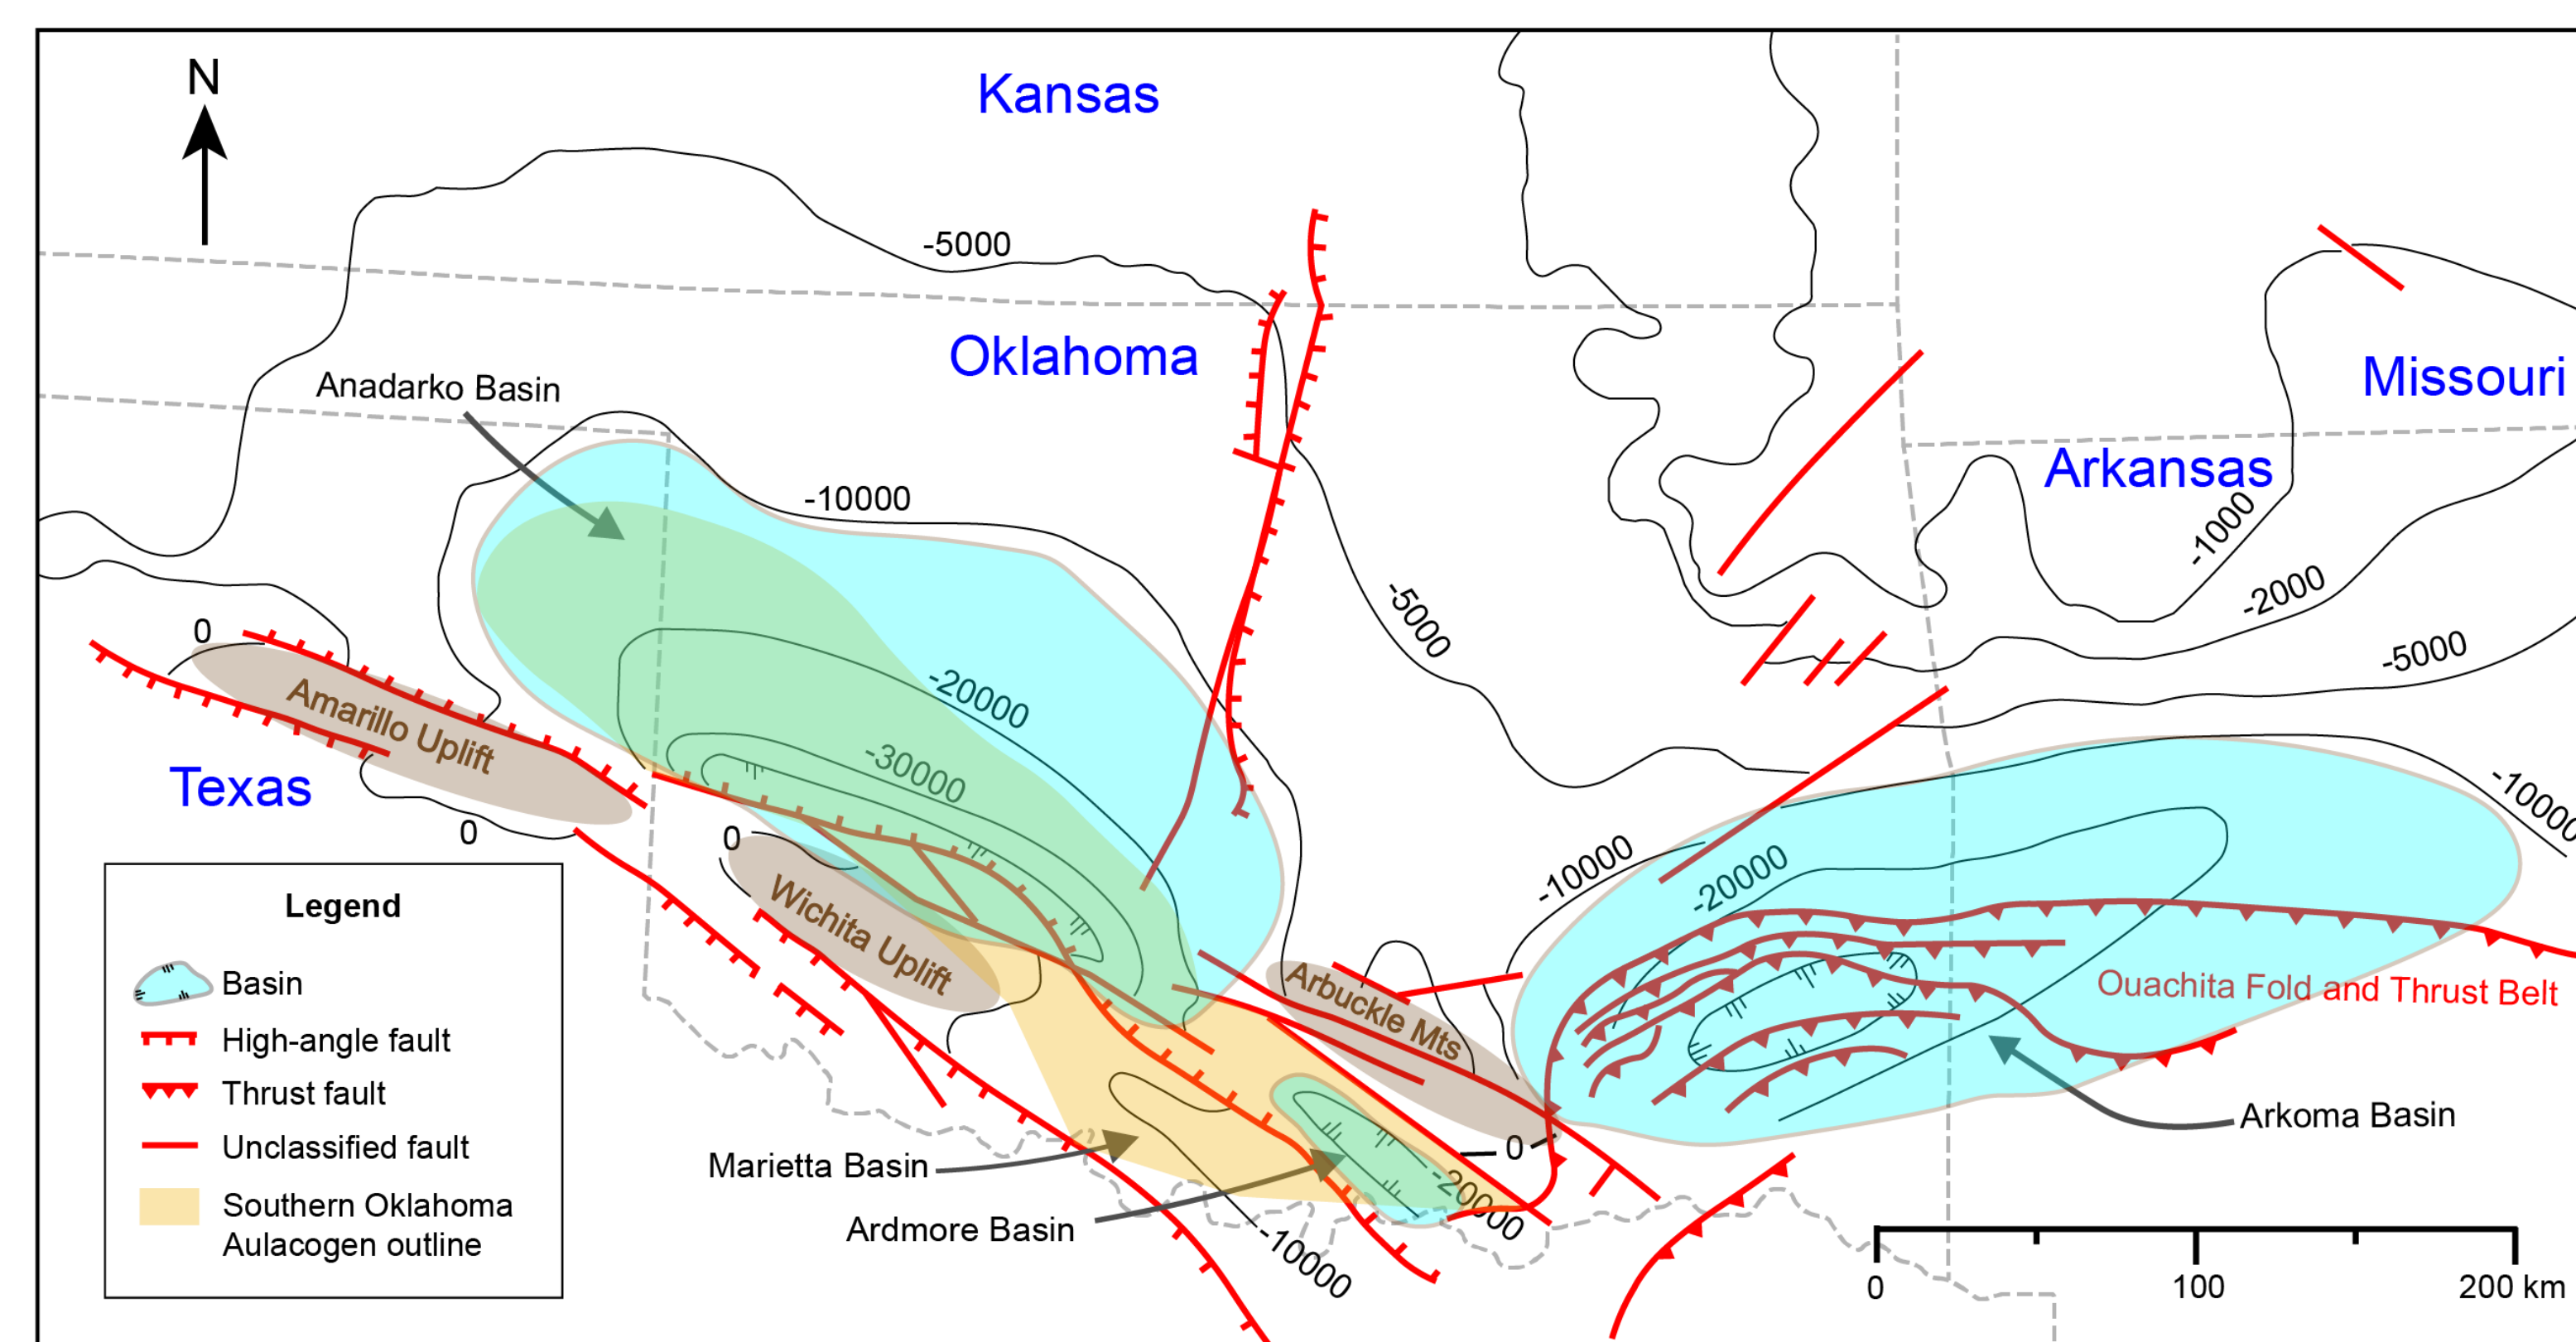 N
Kansas
-5000
Oklahoma
Missouri
Anadarko Basin
Arkansas
-10000
-1000
-2000
-5000
-5000
0
Amarillo Uplift
-20000
-30000
Texas
0
0
-10000
-10000
-20000
Wichita Uplift
Arbuckle Mts
Ouachita Fold and Thrust Belt
Arkoma Basin
Marietta Basin
0
-20000
Ardmore Basin
-10000
Legend
Basin
High-angle fault
Thrust fault
Unclassified fault
Southern Oklahoma
Aulacogen outline
0 100 200 km